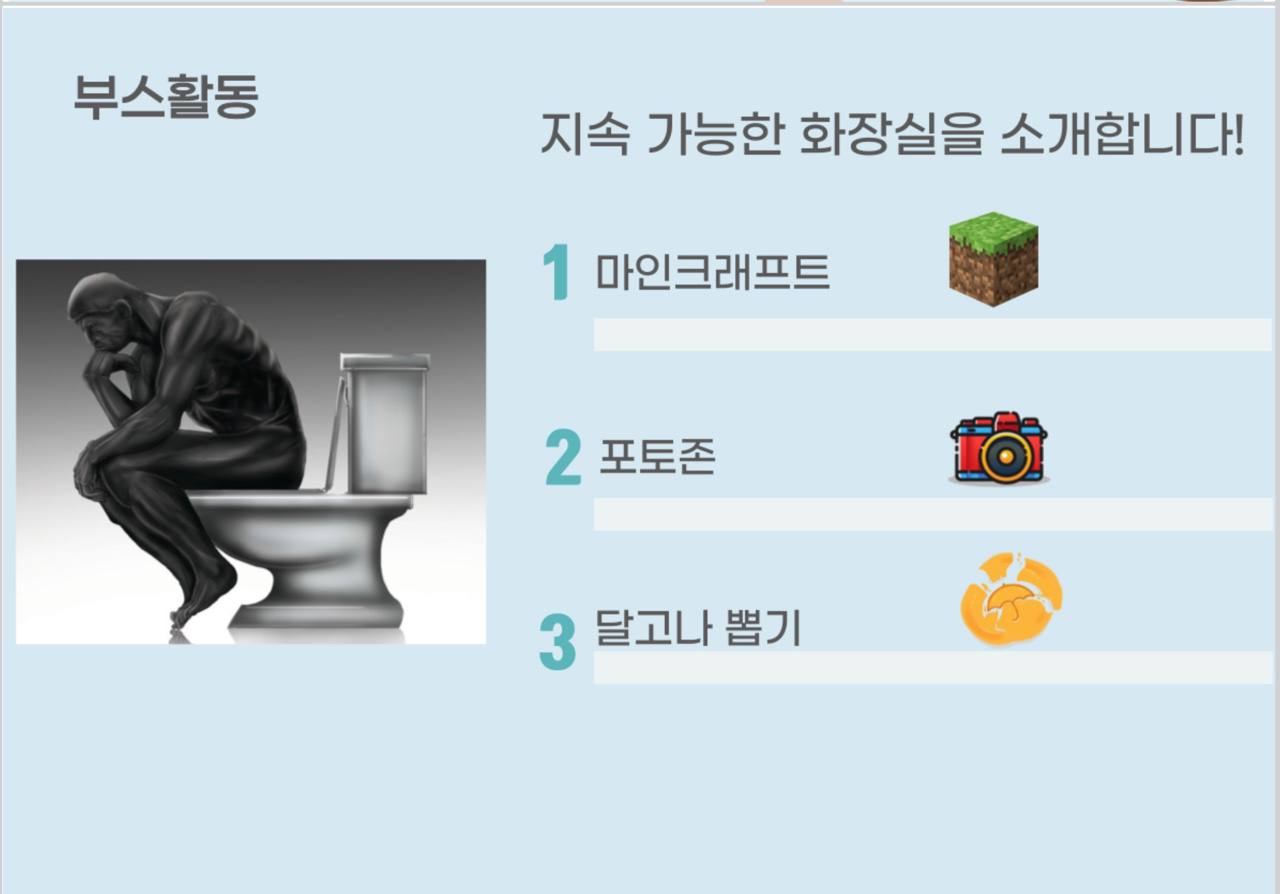 부스활동
지속 가능한 화장실을 소개합니다!
1 마인크래프트
2 포토존
3 달고나 뽑기